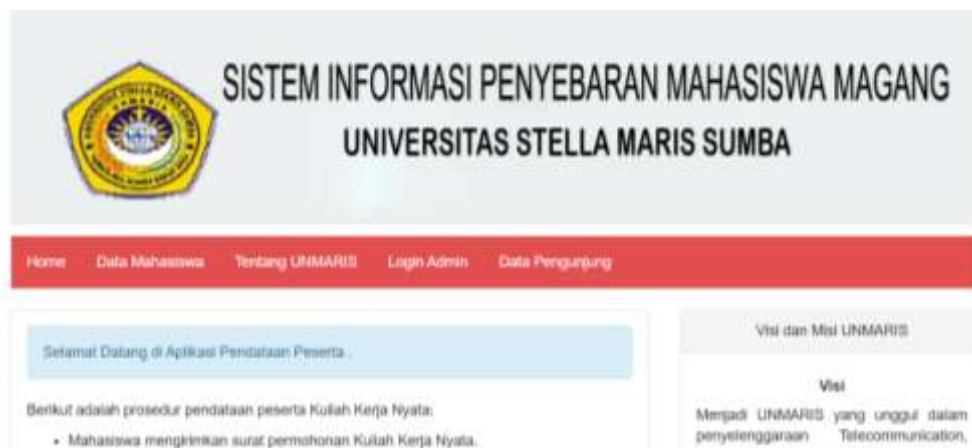 SISTEM INFORMASI PENYEBARAN MAHASISWA MAGANG
UNIVERSITAS STELLA MARIS SUMBA
Home Data Mahasiswa Tentang UNMARIS Login Admin Data Pengunjung
Selamat Datang di Aplikasi Pendataan Peserta .
Berikut adalah prosedur pendataan peserta Kuliah Kerja Nyata:
• Mahasiswa mengirimkan surat permohonan Kuliah Kerja Nyata.
Visi dan Misi UNMARIS
Visi
Menjadi UNMARIS yang unggul dalam
penyelenggaraan Telecommunication,